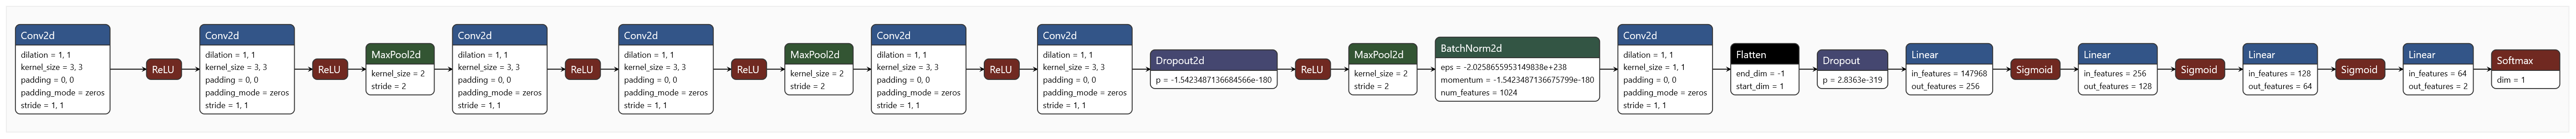 Conv2d
dilation = 1, 1
kernel_size = 3, 3
padding = 0, 0
padding_mode = zeros
stride = 1, 1
ReLU
Conv2d
dilation = 1, 1
kernel_size = 3, 3
padding = 0, 0
padding_mode = zeros
stride = 1, 1
ReLU
MaxPool2d
kernel_size = 2
stride = 2
Conv2d
dilation = 1, 1
kernel_size = 3, 3
padding = 0, 0
padding_mode = zeros
stride = 1, 1
ReLU
Conv2d
dilation = 1, 1
kernel_size = 3, 3
padding = 0, 0
padding_mode = zeros
stride = 1, 1
ReLU
MaxPool2d
kernel_size = 2
stride = 2
Conv2d
dilation = 1, 1
kernel_size = 3, 3
padding = 0, 0
padding_mode = zeros
stride = 1, 1
ReLU
Conv2d
dilation = 1, 1
kernel_size = 3, 3
padding = 0, 0
padding_mode = zeros
stride = 1, 1
Dropout2d
p = -1.5423487136684566e-180
ReLU
MaxPool2d
kernel_size = 2
stride = 2
BatchNorm2d
eps = -2.0258655953149838e+238
momentum = -1.5423487136675799e-180
num_features = 1024
Conv2d
dilation = 1, 1
kernel_size = 1, 1
padding = 0, 0
padding_mode = zeros
stride = 1, 1
Flatten
end_dim = -1
start_dim = 1
Dropout
p = 2.8363e-319
Linear
in_features = 147968
out_features = 256
Sigmoid
Linear
in_features = 256
out_features = 128
Sigmoid
Linear
in_features = 128
out_features = 64
Sigmoid
Linear
in_features = 64
out_features = 2
Softmax
dim = 1